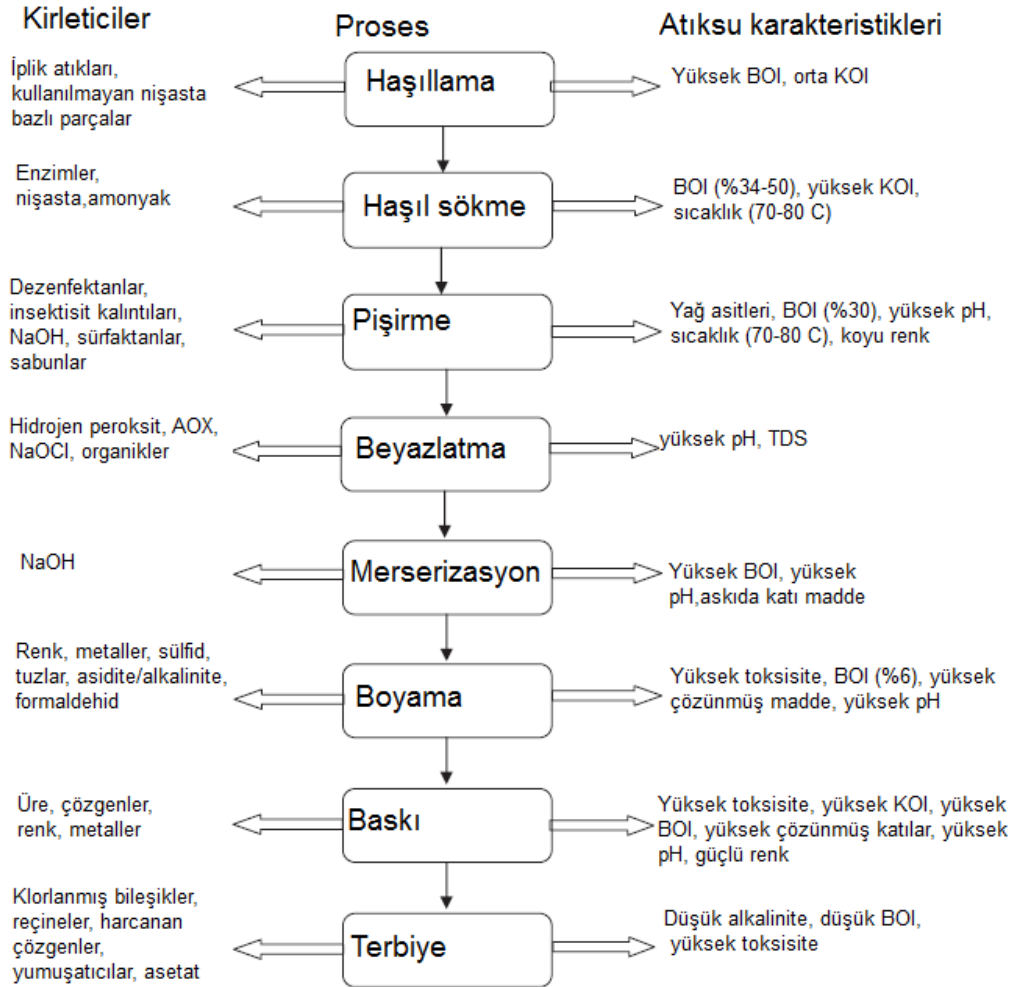 Kirleticiler
Proses
Atıksu karakteristikleri
İplik atıkları,
kullanılmayan nişasta
bazlı parçalar
Haşıllama
Yüksek BOI, orta KOI
Enzimler,
nişasta,amonyak
Haşıl sökme
BOI (%34-50), yüksek KOI,
sıcaklık (70-80 C)
Dezenfektanlar,
insektisit kalıntıları,
NaOH, sürfaktanlar,
sabunlar
Pişirme
Yağ asitleri, BOI (%30), yüksek pH,
sıcaklık (70-80 C), koyu renk
Hidrojen peroksit, AOX,
NaOCl, organikler
Beyazlatma
yüksek pH, TDS
NaOH
Merserizasyon
Yüksek BOI, yüksek
pH,askıda katı madde
Renk, metaller, sülfid,
tuzlar, asidite/alkalinite,
formaldehid
Boyama
Yüksek toksisite, BOI (%6), yüksek
çözünmüş madde, yüksek pH
Üre, çözgenler,
renk, metaller
Baskı
Yüksek toksisite, yüksek KOI, yüksek
BOI, yüksek çözünmüş katılar, yüksek
pH, güçlü renk
Klorlanmış bileşikler,
reçineler, harcanan
çözgenler,
yumuşatıcılar, asetat
Terbiye
Düşük alkalinite, düşük BOI,
yüksek toksisite